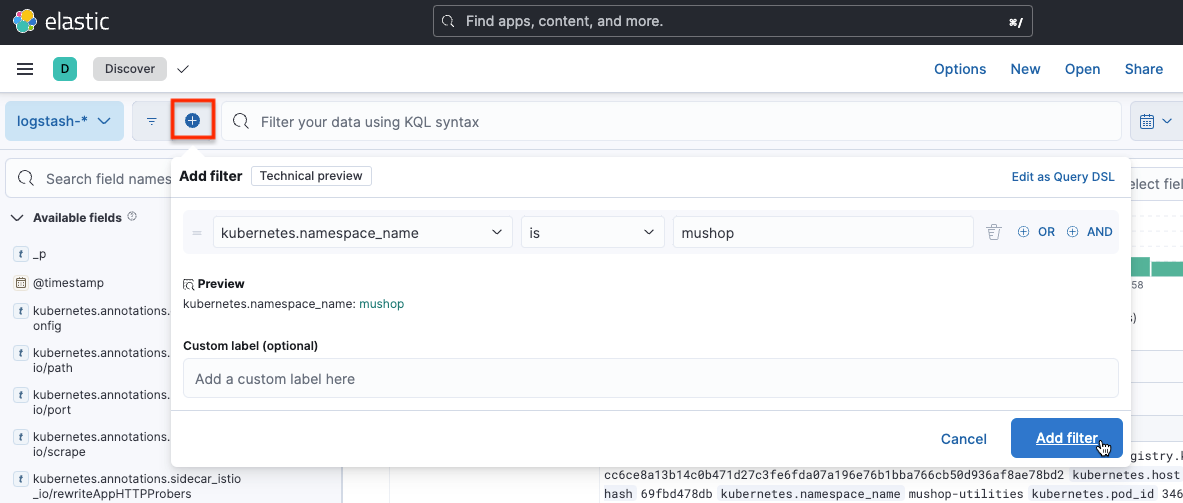 elastic
Find apps, content, and more.
⌘/
D
Discover
Options
New
Open
Share
logstash-*
Filter your data using KQL syntax
Search field names
Add filter
Technical preview
Edit as Query DSL
Available fields
kubernetes.namespace_name
is
mushop
OR
AND
t
_p
@timestamp
Preview
kubernetes.namespace_name: mushop
58
t
kubernetes.annotations.
onfig
Custom label (optional)
t
kubernetes.annotations.
io/path
Add a custom label here
t
kubernetes.annotations.
io/port
t
kubernetes.annotations.
io/scrape
Cancel
Add filter
t
kubernetes.annotations.sidecar_istio
_io/rewriteAppHTTPProbers
cc6ce8a13b14c0b471d27c3fe6fda07a196e76b1bba766cb50d936af8ae78bd2 kubernetes.host
hash 69fbd478db kubernetes.namespace_name mushop-utilities kubernetes.pod_id 346